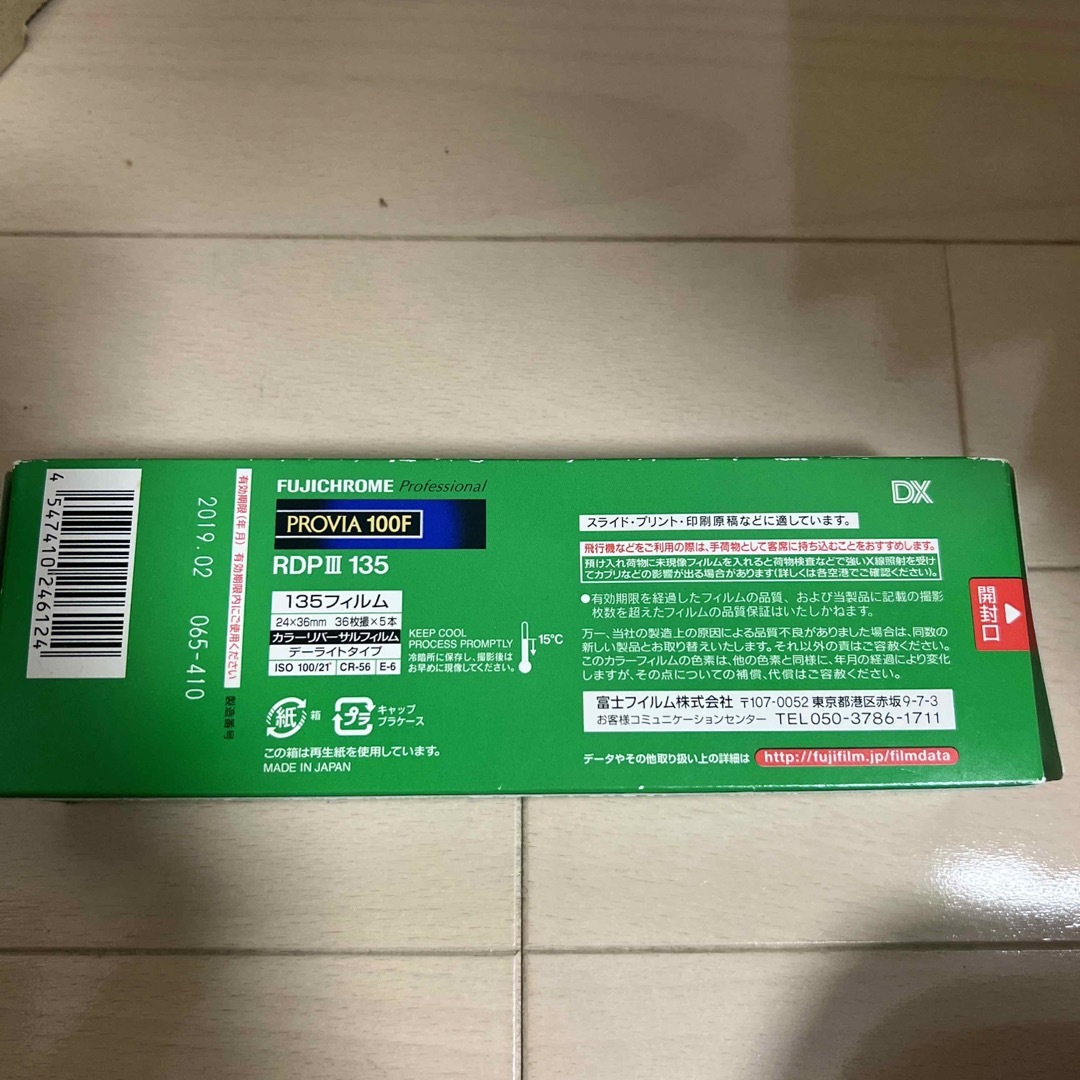 4 547410 246124
2019.02 065-410
有効期限(年月) 有効期限内にご使用ください 製造番号
FUJICHROME Professional
PROVIA 100F
RDPⅢ 135
135フィルム
24×36mm 36枚撮×5本
カラーリバーサルフィルム
デーライトタイプ
ISO 100/21° CR-56 E-6
KEEP COOL
PROCESS PROMPTLY
冷暗所に保存し、撮影後は
お早めに現像してください。
15℃
紙 箱
プラ キャップ
プラケース
この箱は再生紙を使用しています。
MADE IN JAPAN
DX
スライド・プリント・印刷原稿などに適しています。
飛行機などをご利用の際は、手荷物として客席に持ち込むことをおすすめします。
預け入れ荷物に未現像フィルムを入れると荷物検査などで強いX線照射を受け
てカブリなどの影響が出る場合があります(詳しくは各空港でご確認ください)。
●有効期限を経過したフィルムの品質、および当製品に記載の撮影
枚数を超えたフィルムの品質保証はいたしかねます。
万一、当社の製造上の原因による品質不良がありました場合は、同数の
新しい製品とお取り替えいたします。それ以外の責はご容赦ください。
このカラーフィルムの色素は、他の色素と同様に、年月の経過により変化
しますが、その点についての補償、代償はご容赦ください。
富士フイルム株式会社 〒107-0052 東京都港区赤坂9-7-3
お客様コミュニケーションセンター TEL050-3786-1711
データやその他取り扱い上の詳細は http://fujifilm.jp/filmdata
開封口